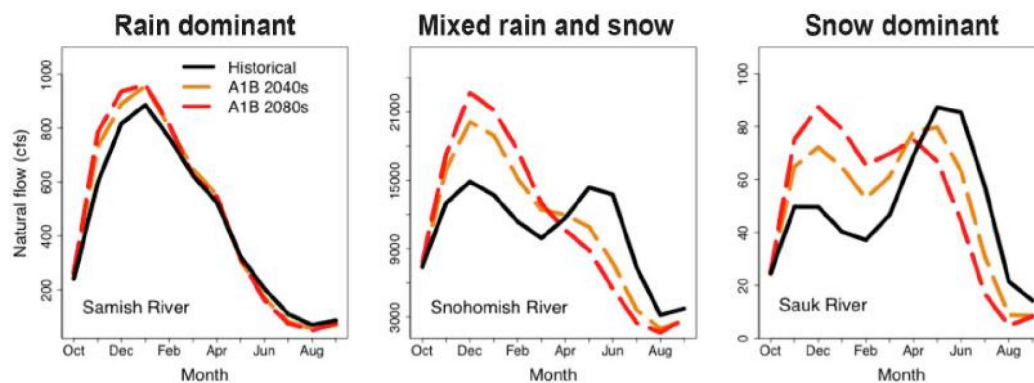 Rain dominant
Mixed rain and snow
Snow dominant
Natural flow (cfs)
1000
800
600
400
200
Historical
A1B 2040s
A1B 2080s
Samish River
Oct Dec Feb Apr Jun Aug
Month
21000
15000
9000
3000
Snohomish River
Oct Dec Feb Apr Jun Aug
Month
100
80
60
40
20
0
Sauk River
Oct Dec Feb Apr Jun Aug
Month